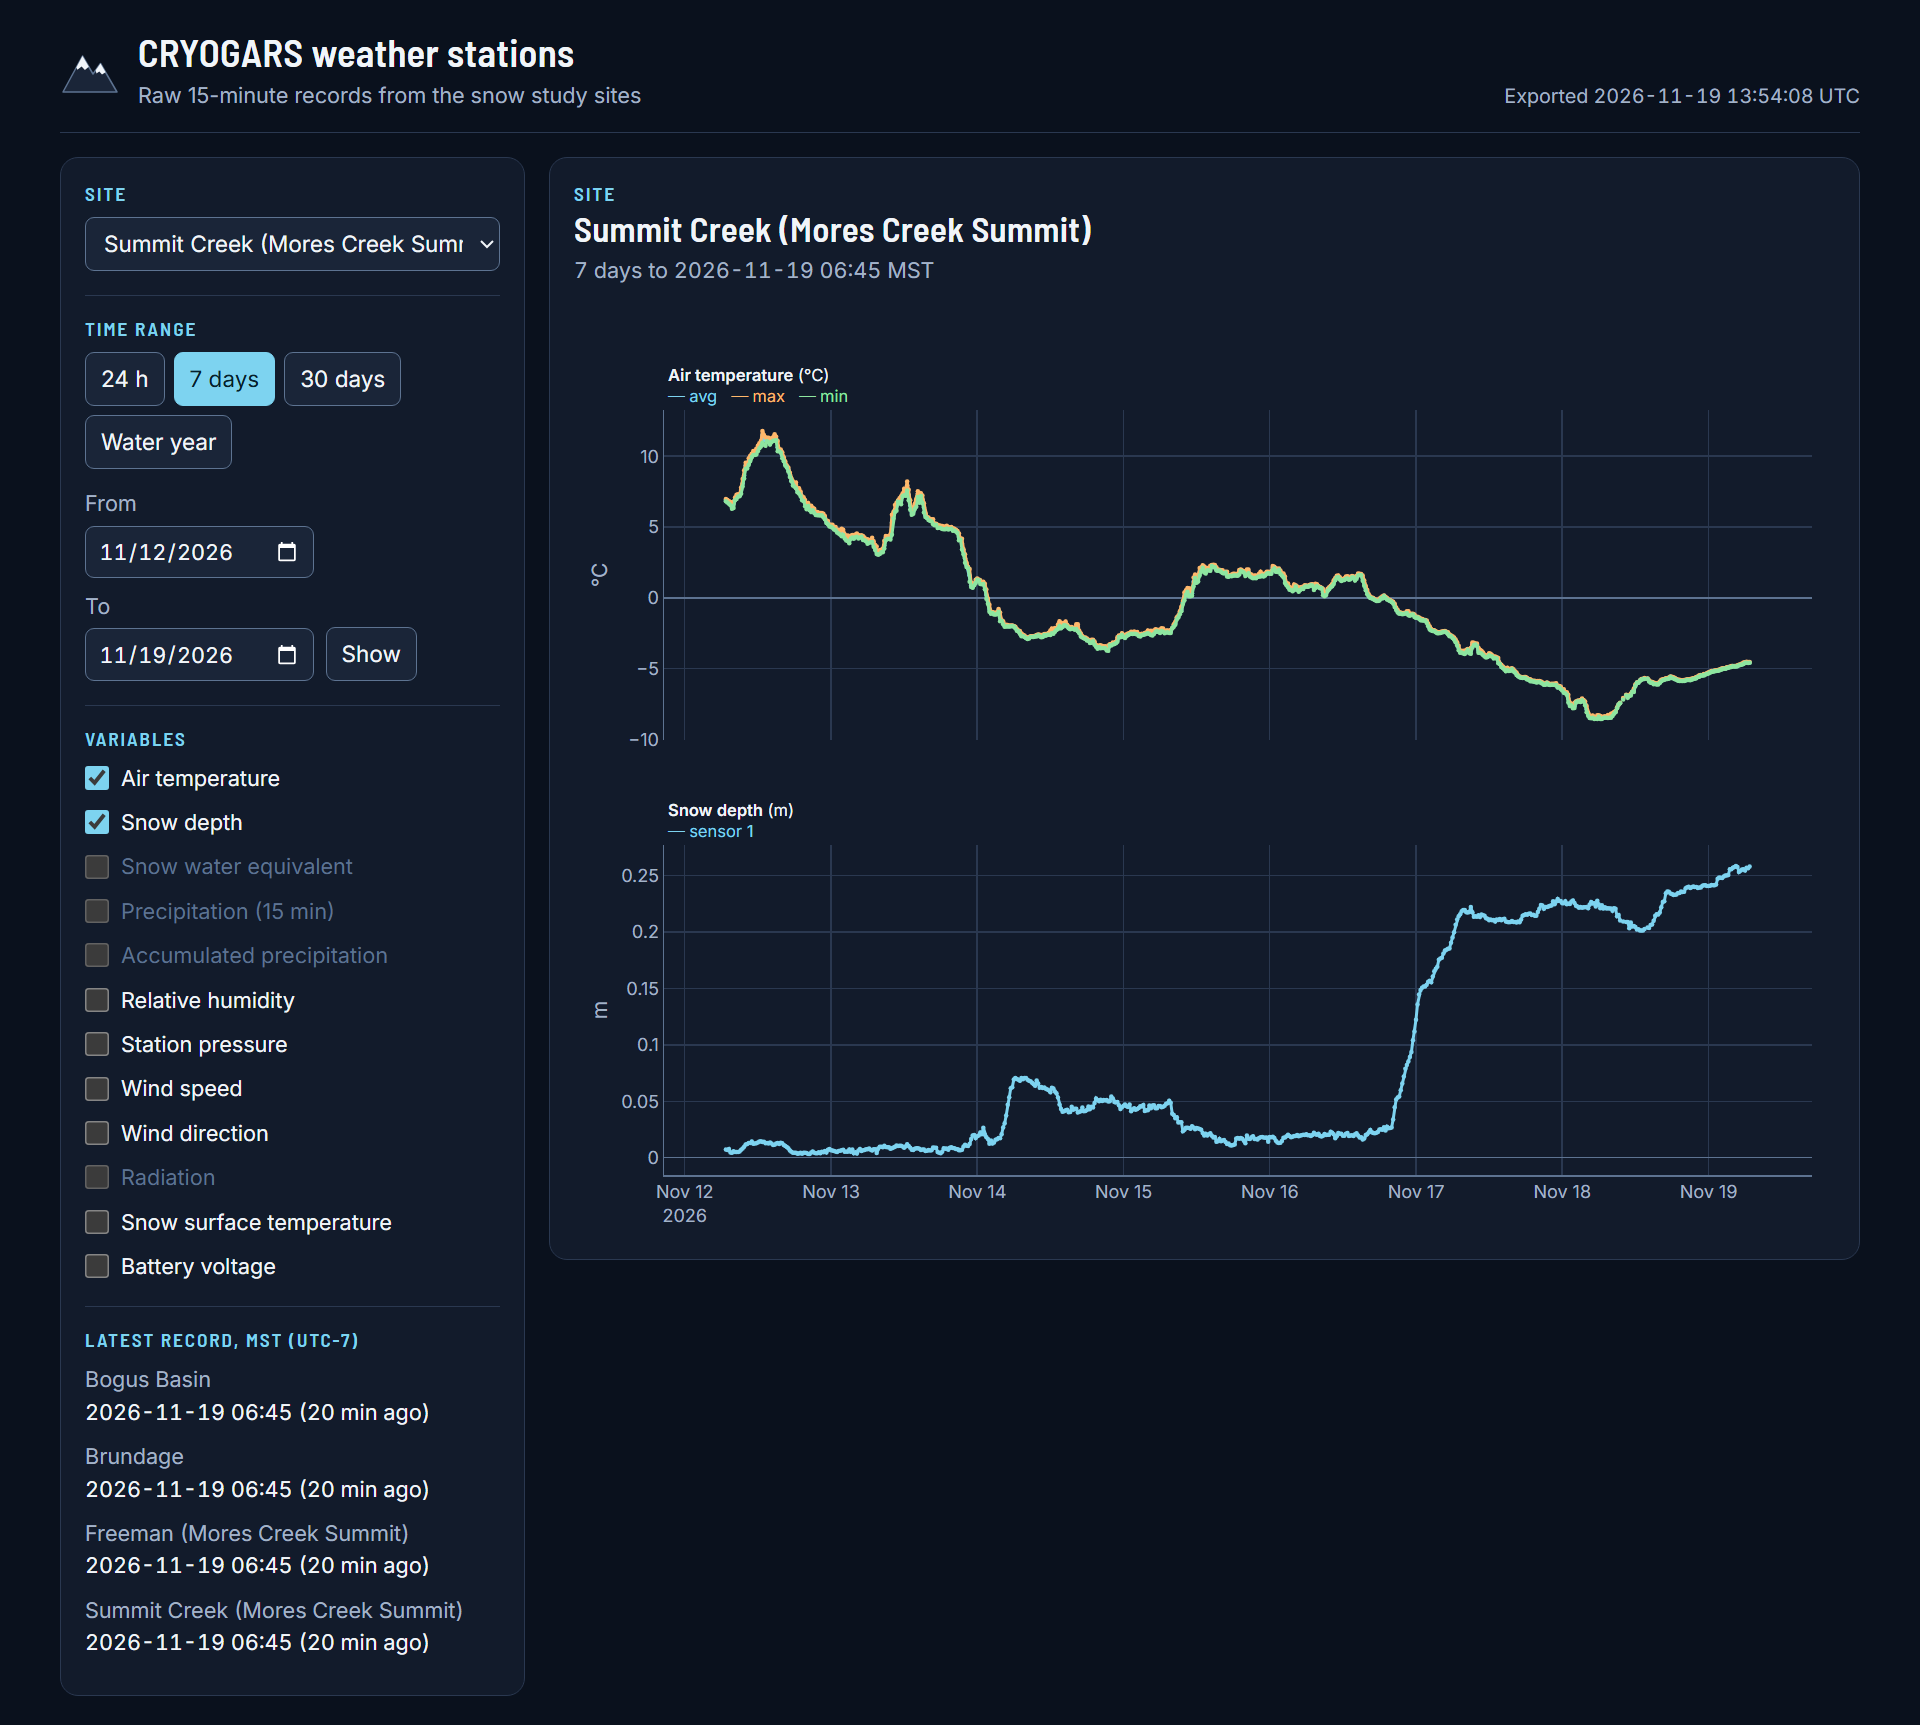 CRYOGARS weather stations
Raw 15-minute records from the snow study sites
Exported 2026-11-19 13:54:08 UTC
SITE
Summit Creek (Mores Creek Sumr
TIME RANGE
24 h
7 days
30 days
Water year
From
11/12/2026
To
11/19/2026
Show
VARIABLES
Air temperature
Snow depth
Snow water equivalent
Precipitation (15 min)
Accumulated precipitation
Relative humidity
Station pressure
Wind speed
Wind direction
Radiation
Snow surface temperature
Battery voltage
LATEST RECORD, MST (UTC-7)
Bogus Basin
2026-11-19 06:45 (20 min ago)
Brundage
2026-11-19 06:45 (20 min ago)
Freeman (Mores Creek Summit)
2026-11-19 06:45 (20 min ago)
Summit Creek (Mores Creek Summit)
2026-11-19 06:45 (20 min ago)
SITE
Summit Creek (Mores Creek Summit)
7 days to 2026-11-19 06:45 MST
Air temperature (°C)
avg max min
10
5
0
−5
−10
°C
Snow depth (m)
sensor 1
0.25
0.2
0.15
0.1
0.05
0
m
Nov 12 Nov 13 Nov 14 Nov 15 Nov 16 Nov 17 Nov 18 Nov 19
2026